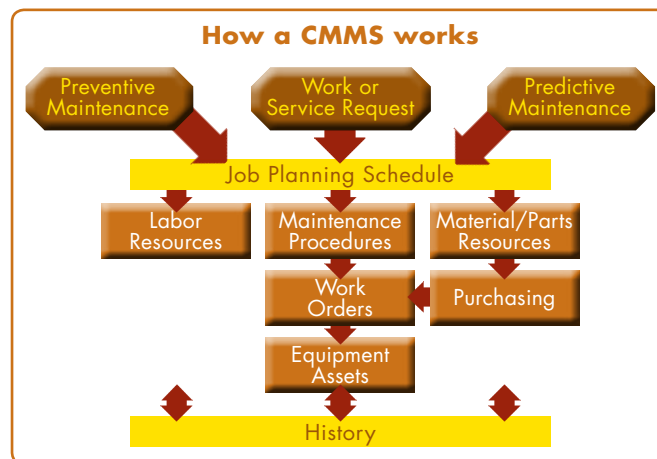 How a CMMS works
Preventive
Maintenance
Work or
Service Request
Predictive
Maintenance
Job Planning Schedule
Labor
Resources
Maintenance
Procedures
Material/Parts
Resources
Work
Orders
Purchasing
Equipment
Assets
History